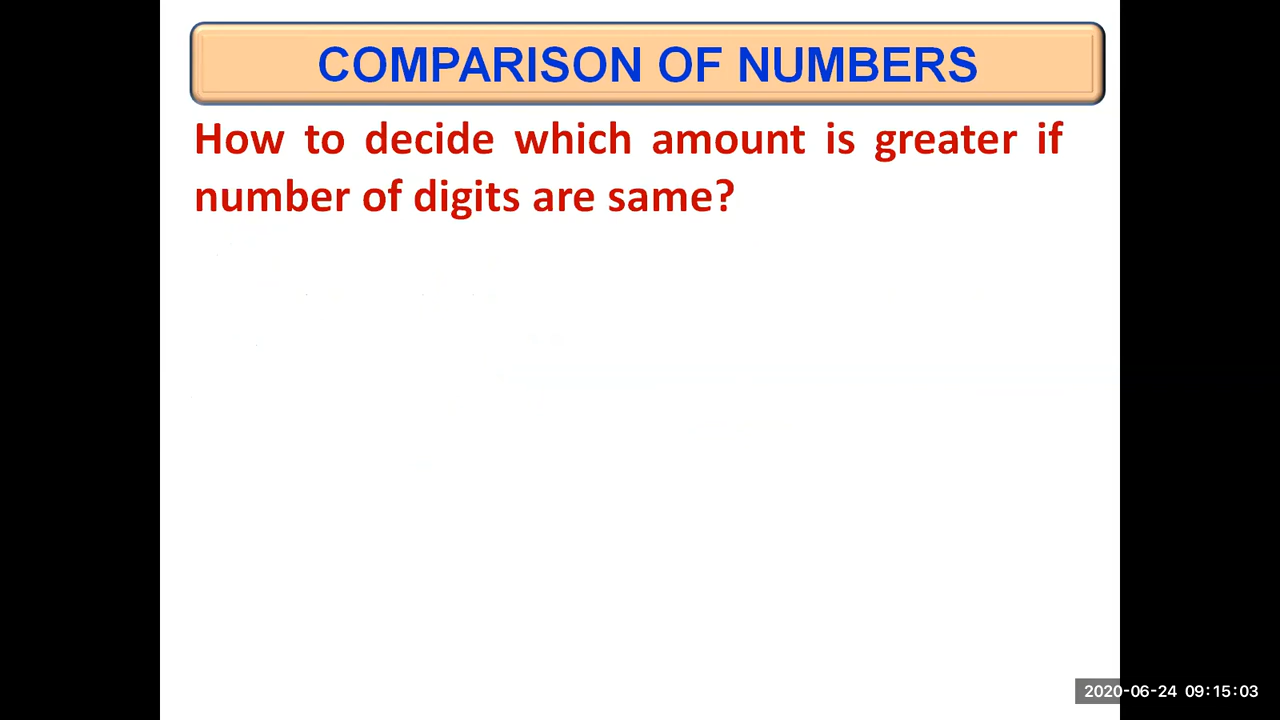 COMPARISON OF NUMBERS
How to decide which amount is greater if
number of digits are same?
2020-06-24 09:15:03